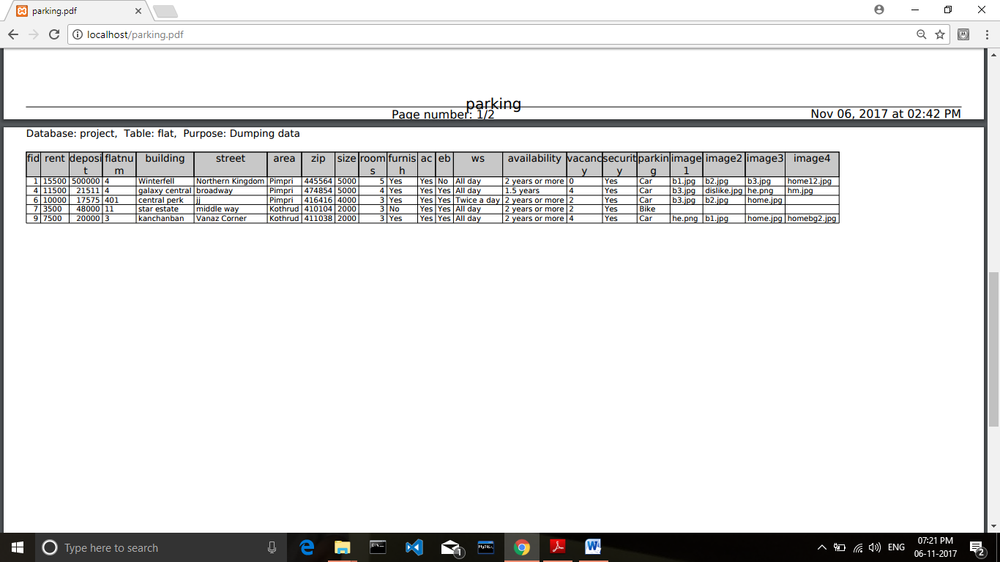 parking.pdf
localhost/parking.pdf
parking
Page number: 1/2
Nov 06, 2017 at 02:42 PM
Database: project, Table: flat, Purpose: Dumping data
fid rent deposit flatnum building street area zip size rooms furnish ac eb ws availability vacancy security parking image1 image2 image3 image4
1 15500 500000 4 Winterfell Northern Kingdom Pimpri 445564 5000 5 Yes Yes No All day 2 years or more 0 Yes Car b1.jpg b2.jpg b3.jpg home12.jpg
4 11500 21511 4 galaxy central broadway Pimpri 474854 5000 4 Yes Yes Yes All day 1.5 years 4 Yes Car b3.jpg dislike.jpg he.png hm.jpg
6 10000 17575 401 central perk jj Pimpri 416416 4000 3 Yes Yes Yes Twice a day 2 years or more 2 Yes Car b3.jpg b2.jpg home.jpg
7 3500 48000 11 star estate middle way Kothrud 410104 2000 3 No Yes Yes All day 2 years or more 2 Yes Bike
9 7500 20000 3 kanchanban Vanaz Corner Kothrud 411038 2000 3 Yes Yes Yes All day 2 years or more 4 Yes Car he.png b1.jpg home.jpg homebg2.jpg
Type here to search
1
MySQL
ENG
07:21 PM
06-11-2017
2